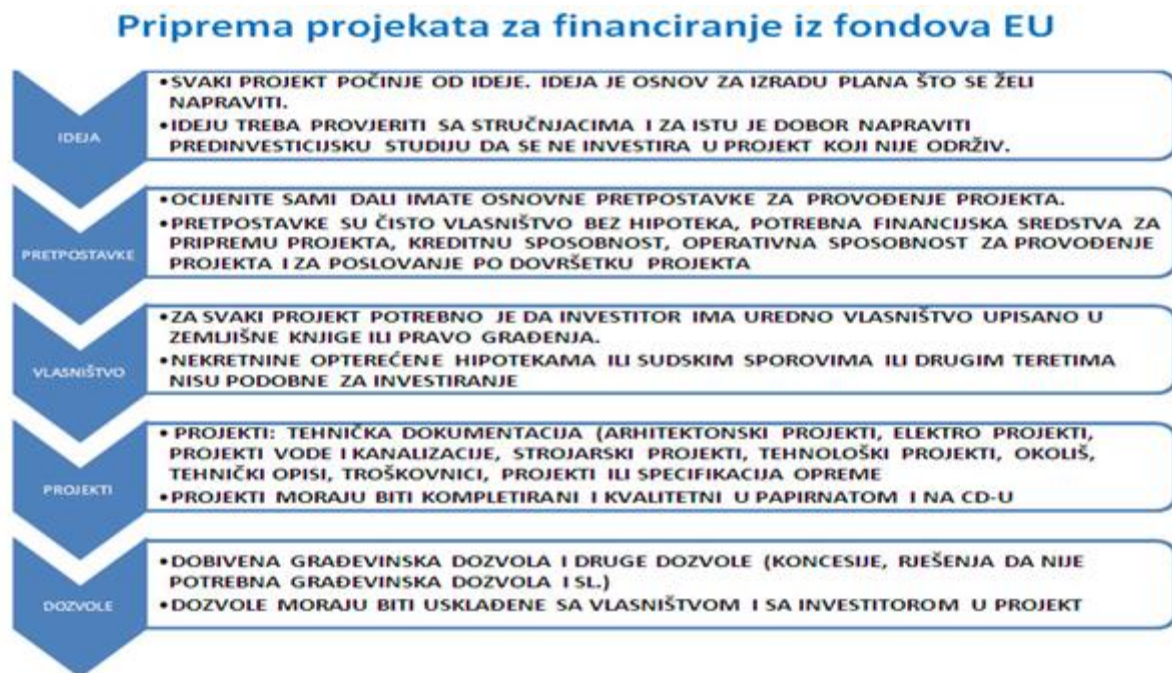 Priprema projekata za financiranje iz fondova EU
IDEJA
•SVAKI PROJEKT POČINJE OD IDEJE. IDEJA JE OSNOV ZA IZRADU PLANA ŠTO SE ŽELI
NAPRAVITI.
•IDEJU TREBA PROVJERITI SA STRUČNJACIMA I ZA ISTU JE DOBOR NAPRAVITI
PREDINVESTICIJSKU STUDIJU DA SE NE INVESTIRA U PROJEKT KOJI NIJE ODRŽIV.
PRETPOSTAVKE
•OCIJENITE SAMI DALI IMATE OSNOVNE PRETPOSTAVKE ZA PROVOĐENJE PROJEKTA.
•PRETPOSTAVKE SU ČISTO VLASNIŠTVO BEZ HIPOTEKA, POTREBNA FINANCIJSKA SREDSTVA ZA
PRIPREMU PROJEKTA, KREDITNU SPOSOBNOST, OPERATIVNA SPOSOBNOST ZA PROVOĐENJE
PROJEKTA I ZA POSLOVANJE PO DOVRŠETKU PROJEKTA
VLASNIŠTVO
•ZA SVAKI PROJEKT POTREBNO JE DA INVESTITOR IMA UREDNO VLASNIŠTVO UPISANO U
ZEMLJIŠNE KNJIGE ILI PRAVO GRAĐENJA.
•NEKRETNINE OPTEREĆENE HIPOTEKAMA ILI SUDSKIM SPOROVIMA ILI DRUGIM TERETIMA
NISU PODOBNE ZA INVESTIRANJE
PROJEKTI
• PROJEKTI: TEHNIČKA DOKUMENTACIJA (ARHITEKTONSKI PROJEKTI, ELEKTRO PROJEKTI,
PROJEKTI VODE I KANALIZACIJE, STROJARSKI PROJEKTI, TEHNOLOŠKI PROJEKTI, OKOLIŠ,
TEHNIČKI OPISI, TROŠKOVNICI, PROJEKTI ILI SPECIFIKACIJA OPREME
•PROJEKTI MORAJU BITI KOMPLETIRANI I KVALITETNI U PAPIRNATOM I NA CD-U
DOZVOLE
•DOBIVENA GRAĐEVINSKA DOZVOLA I DRUGE DOZVOLE (KONCESIJE, RJEŠENJA DA NIJE
POTREBNA GRAĐEVINSKA DOZVOLA I SL.)
•DOZVOLE MORAJU BITI USKLAĐENE SA VLASNIŠTVOM I SA INVESTITOROM U PROJEKT